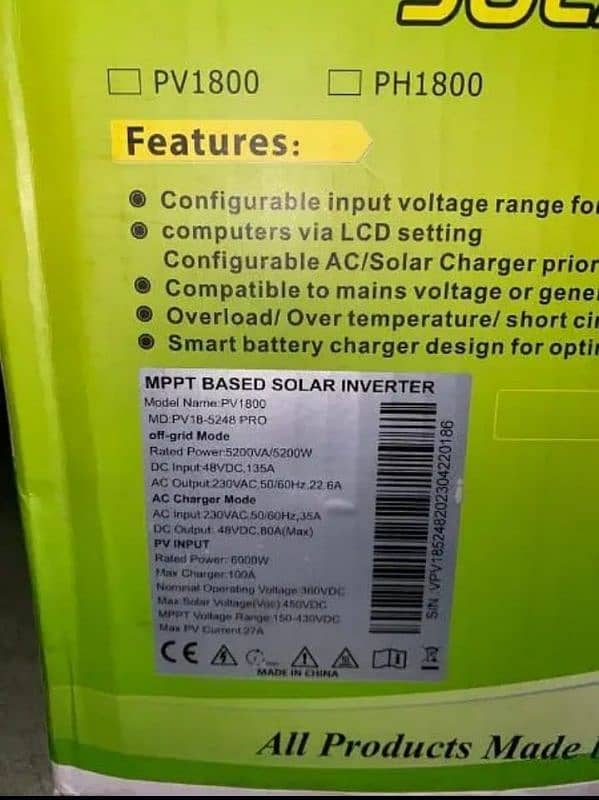 PV1800 PH1800
Features:
Configurable input voltage range for
computers via LCD setting
Configurable AC/Solar Charger prior
Compatible to mains voltage or gene
Overload/ Over temperature/ short cir
Smart battery charger design for opti
MPPT BASED SOLAR INVERTER
Model Name:PV1800
MD:PV18-5248 PRO
off-grid Mode
Rated Power:5200VA/5200W
DC Input:48VDC,135A
AC Output:230VAC,50/60Hz,22.6A
AC Charger Mode
AC Input:230VAC,50/60Hz,35A
DC Output: 48VDC,80A(Max)
PV INPUT
Rated Power: 6000W
Max Charger:100A
Nominal Operating Voltage:360VDC
Max Solar Voltage(Voc):450VDC
MPPT Voltage Range:150-430VDC
Max PV Current:27A
S\N: VPV18524820230422​0186
CE
MADE IN CHINA
All Products Made